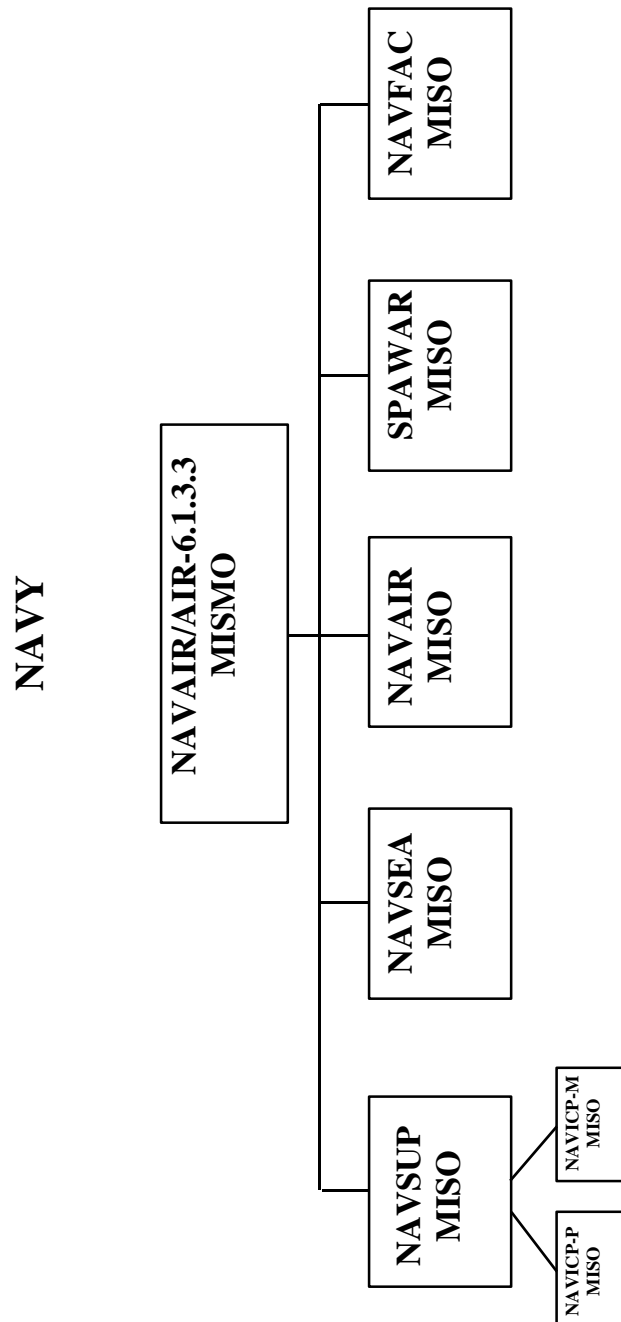 NAVY
NAVAIR/AIR-6.1.3.3
MISMO
NAVSUP
MISO
NAVSEA
MISO
NAVAIR
MISO
SPAWAR
MISO
NAVFAC
MISO
NAVICP-P
MISO
NAVICP-M
MISO